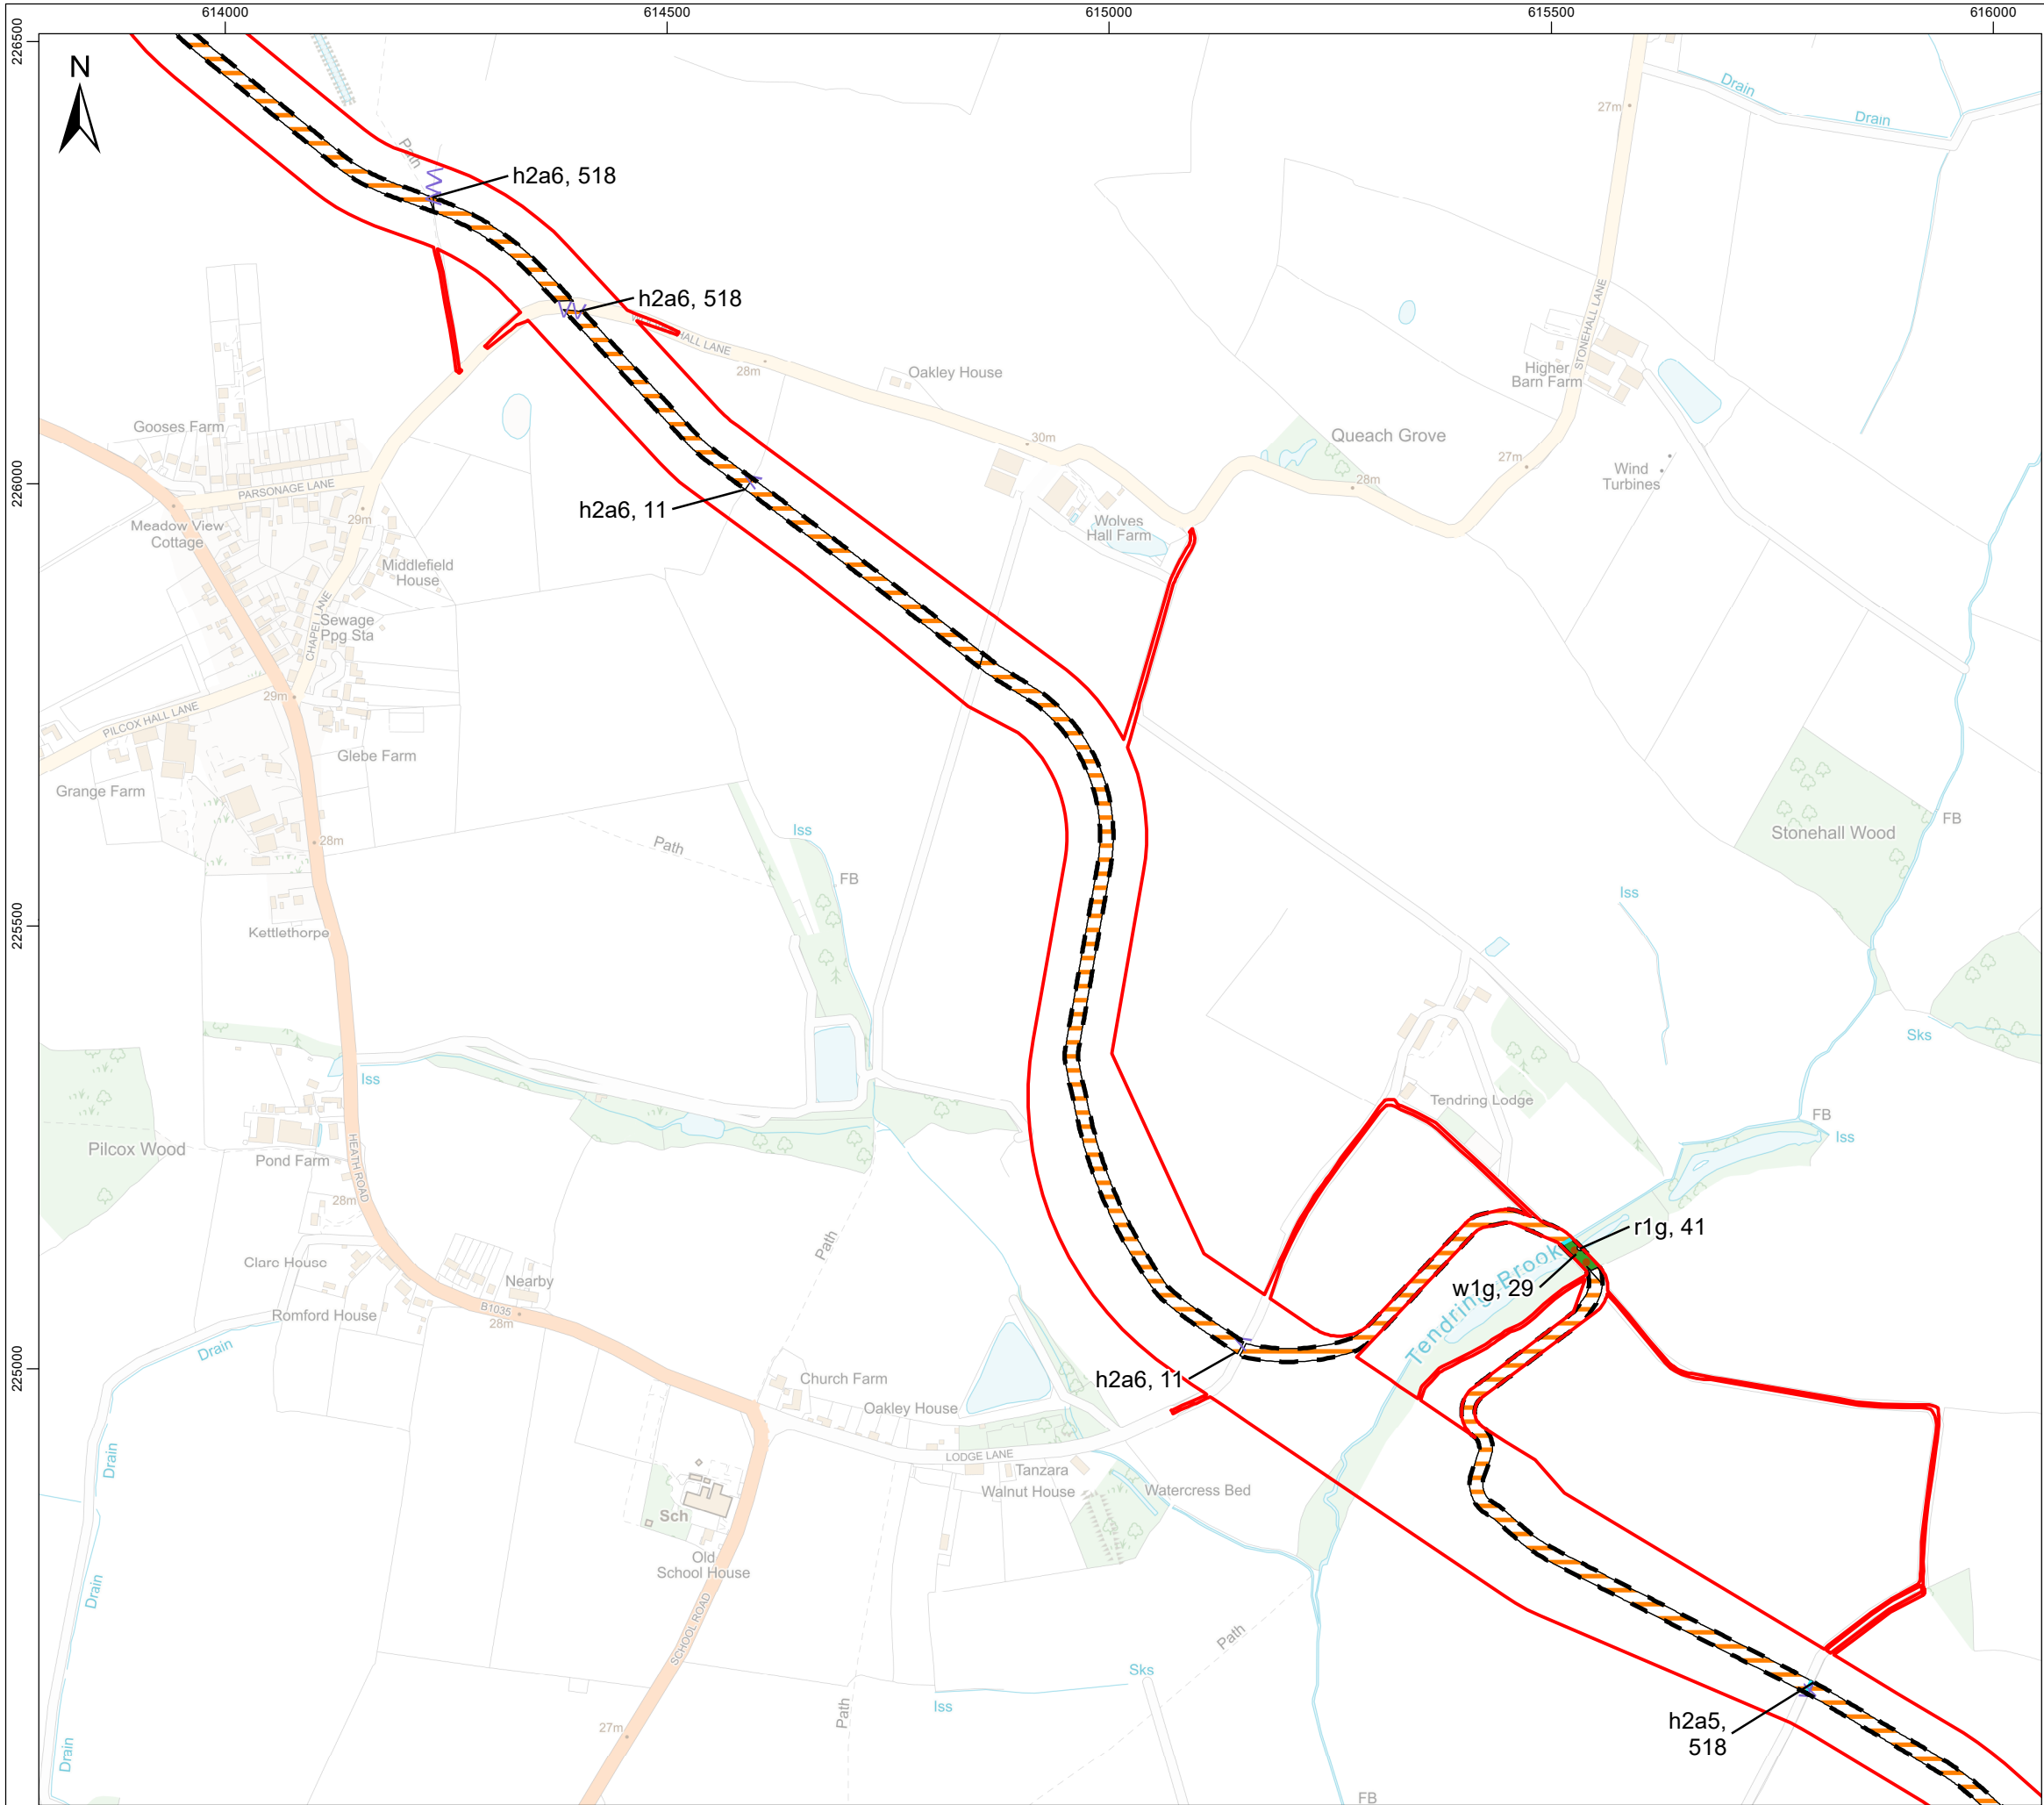 614000
614500
615000
615500
616000
226500
N
Drain
Drain
27m
Path
h2a6, 518
h2a6, 518
HALL LANE
28m
STONEHALL LANE
Oakley House
Higher
Barn Farm
Gooses Farm
30m
Queach Grove
27m
Wind
Turbines
28m
226000
PARSONAGE LANE
29m
h2a6, 11
Meadow View
Cottage
Wolves
Hall Farm
Middlefield
House
CHAPEL LANE
Sewage
Ppg Sta
29m
PILCOX HALL LANE
Glebe Farm
Grange Farm
28m
Path
Iss
FB
FB
Stonehall Wood
Iss
225500
Kettlethorpe
Sks
Iss
Tendring Lodge
FB
Iss
Pilcox Wood
Pond Farm
HEATH ROAD
28m
Path
r1g, 41
Clare House
Nearby
w1g, 29
Tendring Brook
Romford House
B1035
28m
Drain
225000
h2a6, 11
Church Farm
Oakley House
Drain
LODGE LANE
Tanzara
Walnut House
Watercress Bed
Sch
Old
School House
Drain
SCHOOL ROAD
Path
Sks
Iss
Path
27m
Drain
h2a5,
518
FB